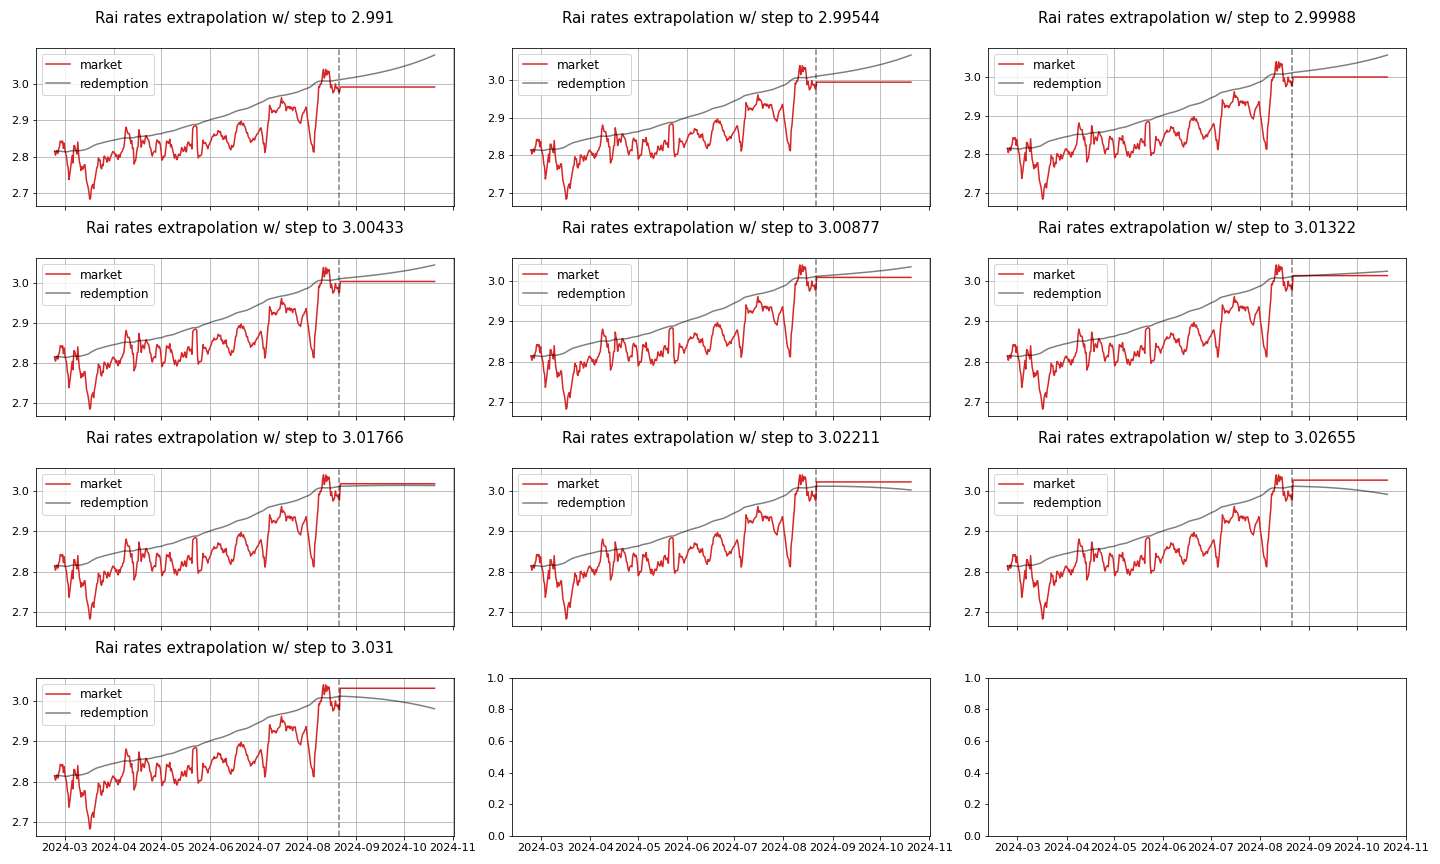 Rai rates extrapolation w/ step to 2.991
Rai rates extrapolation w/ step to 2.99544
Rai rates extrapolation w/ step to 2.99988
market
redemption
market
redemption
market
redemption
3.0
2.9
2.8
2.7
3.0
2.9
2.8
2.7
3.0
2.9
2.8
2.7
Rai rates extrapolation w/ step to 3.00433
Rai rates extrapolation w/ step to 3.00877
Rai rates extrapolation w/ step to 3.01322
market
redemption
market
redemption
market
redemption
3.0
2.9
2.8
2.7
3.0
2.9
2.8
2.7
3.0
2.9
2.8
2.7
Rai rates extrapolation w/ step to 3.01766
Rai rates extrapolation w/ step to 3.02211
Rai rates extrapolation w/ step to 3.02655
market
redemption
market
redemption
market
redemption
3.0
2.9
2.8
2.7
3.0
2.9
2.8
2.7
3.0
2.9
2.8
2.7
Rai rates extrapolation w/ step to 3.031
market
redemption
3.0
2.9
2.8
2.7
1.0
0.8
0.6
0.4
0.2
0.0
1.0
0.8
0.6
0.4
0.2
0.0
2024-03 2024-04 2024-05 2024-06 2024-07 2024-08 2024-09 2024-10 2024-11
2024-03 2024-04 2024-05 2024-06 2024-07 2024-08 2024-09 2024-10 2024-11
2024-03 2024-04 2024-05 2024-06 2024-07 2024-08 2024-09 2024-10 2024-11